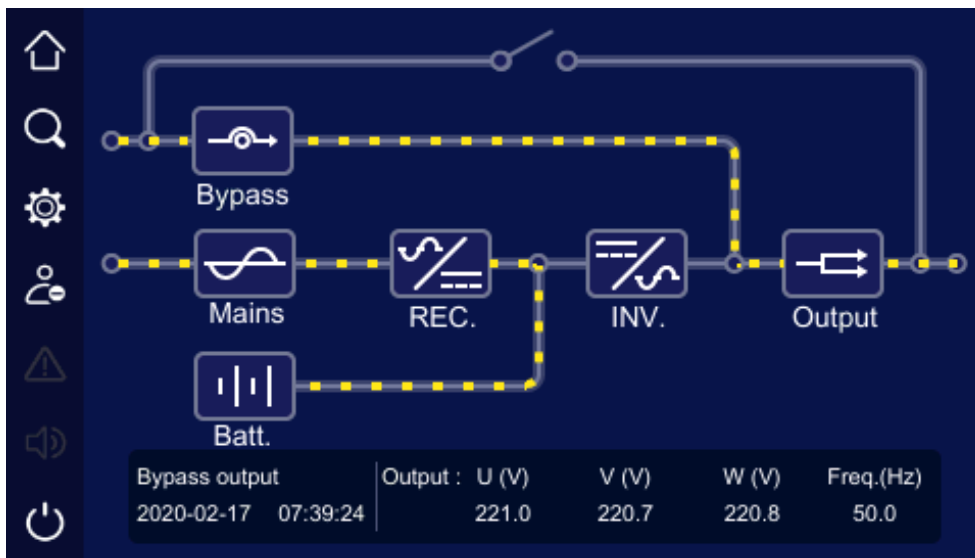 Bypass
Mains
REC.
INV.
Output
Batt.
Bypass output
2020-02-17 07:39:24
Output : U (V) V (V) W (V) Freq.(Hz)
221.0 220.7 220.8 50.0